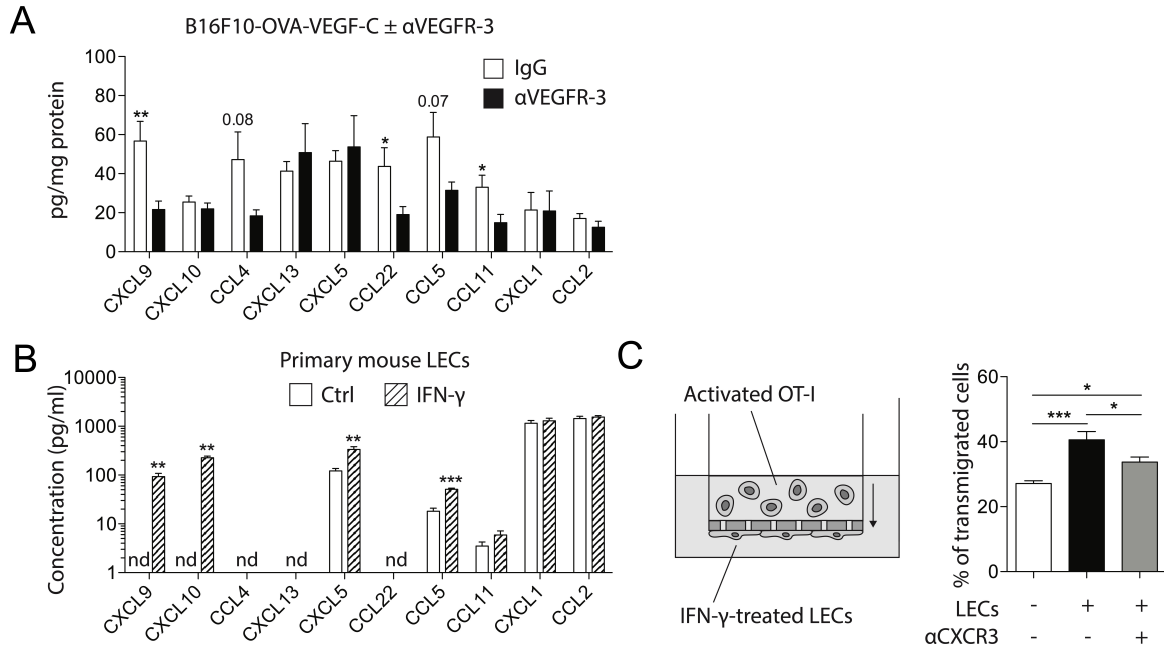 A
B16F10-OVA-VEGF-C ± αVEGFR-3
IgG
αVEGFR-3
pg/mg protein
100
80
60
40
20
0
**
0.08
*
0.07
*
CXCL9
CXCL10
CCL4
CXCL13
CXCL5
CCL22
CCL5
CCL11
CXCL1
CCL2
B
Primary mouse LECs
Ctrl
IFN-γ
Concentration (pg/ml)
10000
1000
100
10
1
**
**
**
***
nd
nd
nd
nd
nd
CXCL9
CXCL10
CCL4
CXCL13
CXCL5
CCL22
CCL5
CCL11
CXCL1
CCL2
C
Activated OT-I
IFN-γ-treated LECs
% of transmigrated cells
60
40
20
0
*
***
*
LECs - + +
αCXCR3 - - +